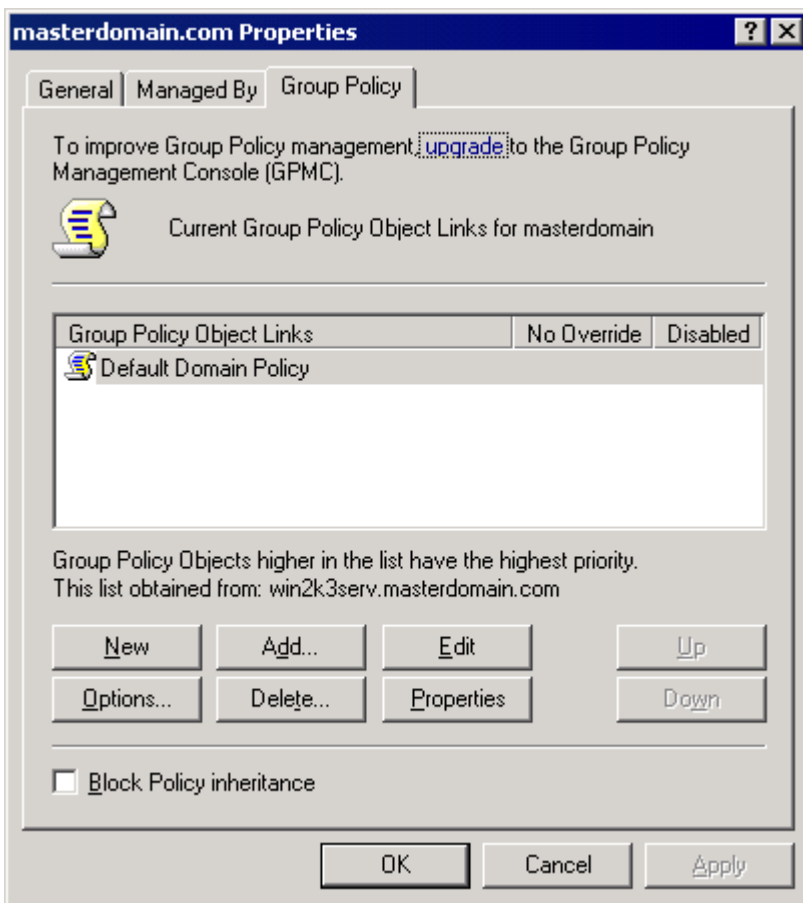 masterdomain.com Properties
General Managed By Group Policy
To improve Group Policy management, upgrade to the Group Policy
Management Console (GPMC).
Current Group Policy Object Links for masterdomain
Group Policy Object Links No Override Disabled
Default Domain Policy
Group Policy Objects higher in the list have the highest priority.
This list obtained from: win2k3serv.masterdomain.com
New Add... Edit Up
Options... Delete... Properties Down
Block Policy inheritance
OK Cancel Apply